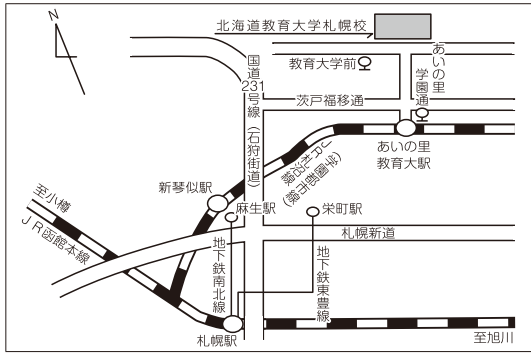 N
北海道教育大学札幌校
国道231号線（石狩街道）
教育大学前
あいの里
学園通
茨戸福移通
あいの里
教育大駅
JR札沼線
（学園都市線）
新琴似駅
麻生駅
栄町駅
至小樽
JR函館本線
札幌新道
地下鉄南北線
地下鉄東豊線
札幌駅
至旭川